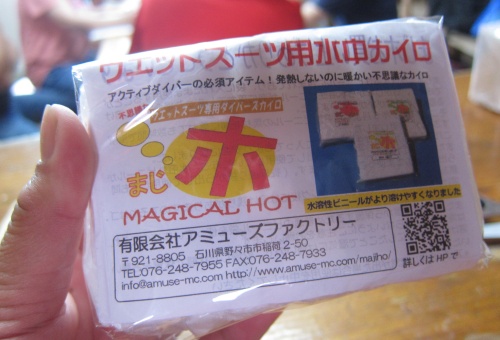 ウェットスーツ用水中カイロ
アクティブダイバーの必須アイテム！発熱しないのに暖かい不思議なカイロ
ウエットスーツ専用ダイバースカイロ
まじ
ホ
MAGICAL HOT
水溶性ビニールがより溶けやすくなりました
有限会社アミューズファクトリー
〒921-8805 石川県野々市市稲荷 2-50
TEL:076-248-7955 FAX:076-248-7933
info@amuse-mc.com http://www.amuse-mc.com/majiho/
詳しくは HP で